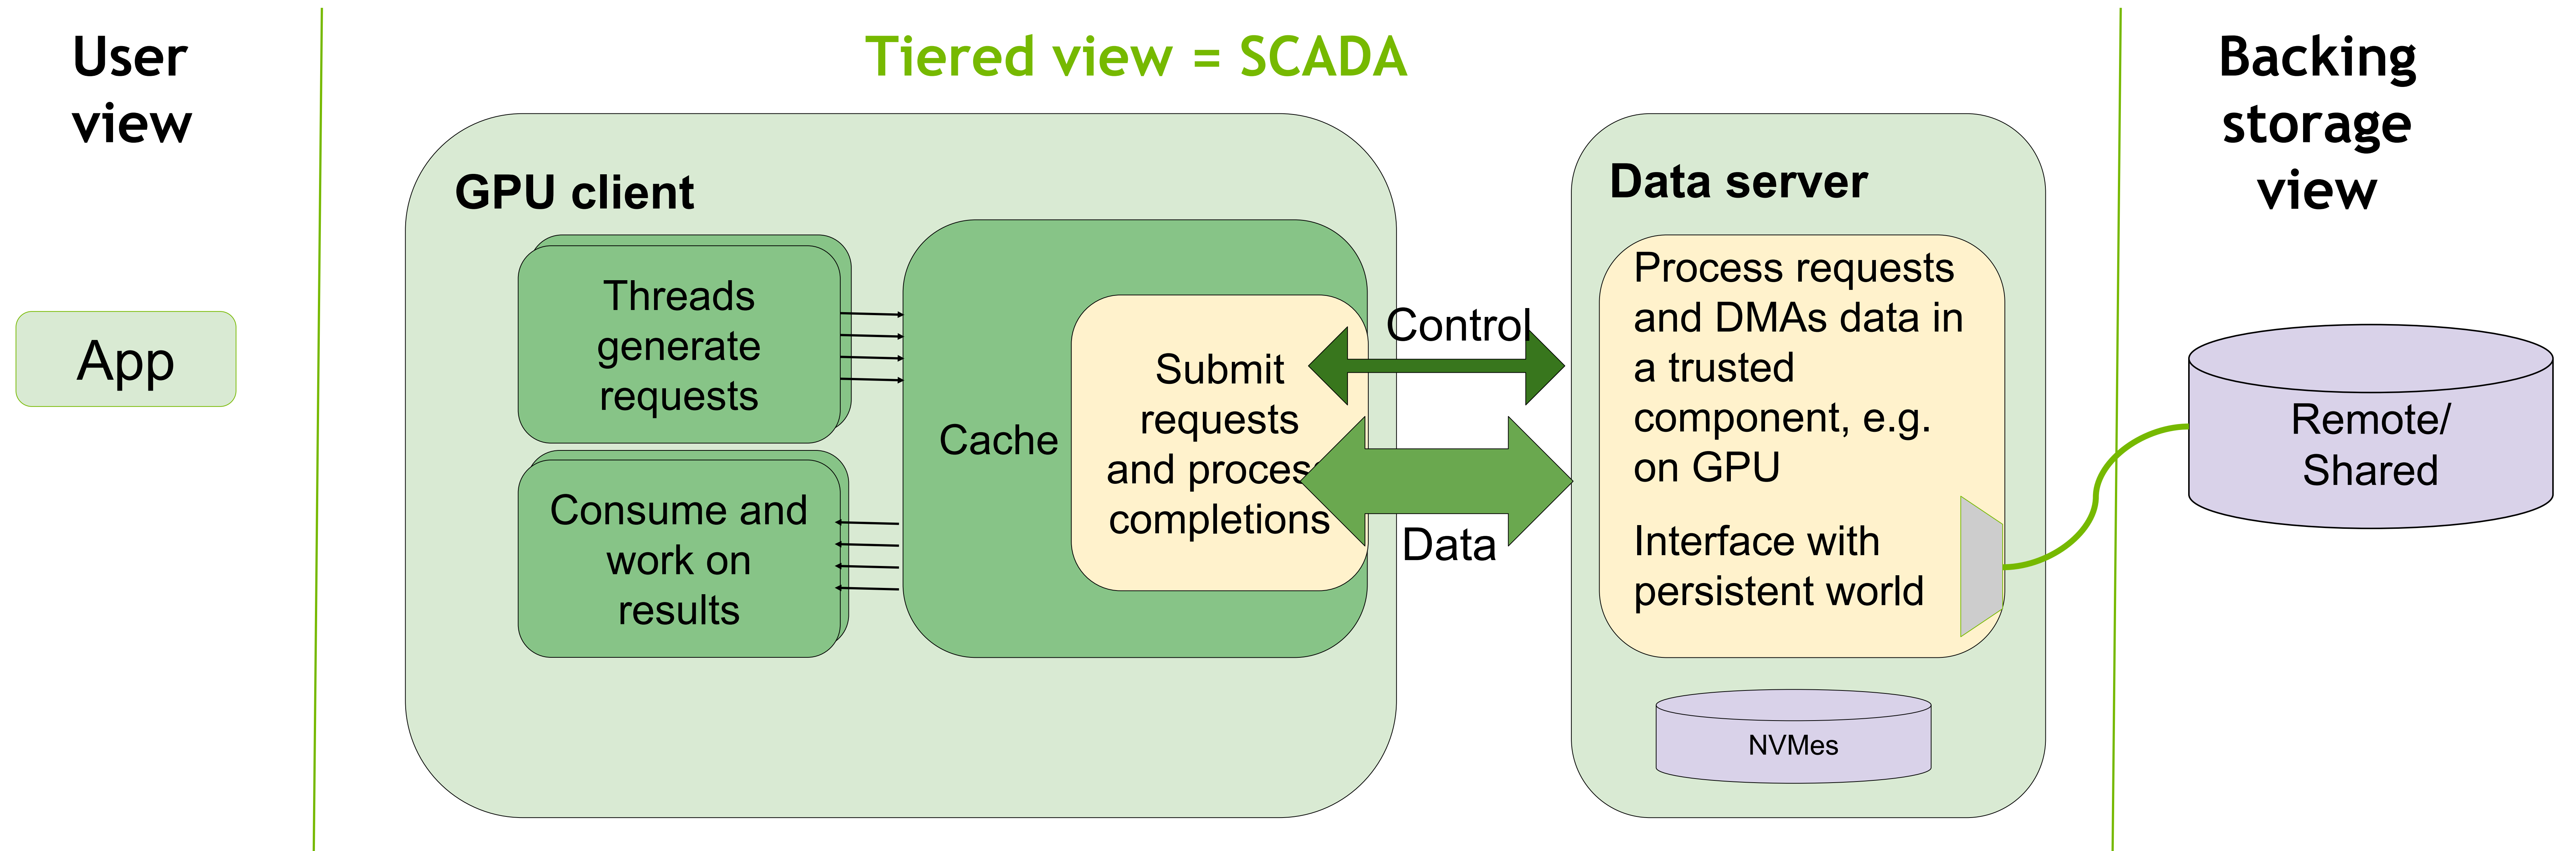 User
view
Tiered view = SCADA
Backing
storage
view
App
GPU client
Threads
generate
requests
Consume and
work on
results
Cache
Submit
requests
and process
completions
Control
Data
Data server
Process requests
and DMAs data in
a trusted
component, e.g.
on GPU
Interface with
persistent world
NVMes
Remote/
Shared